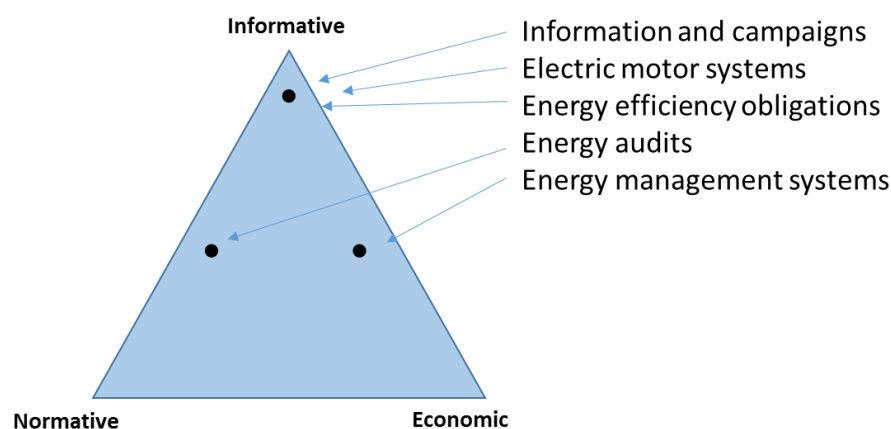 Informative
Information and campaigns
Electric motor systems
Energy efficiency obligations
Energy audits
Energy management systems
Normative
Economic